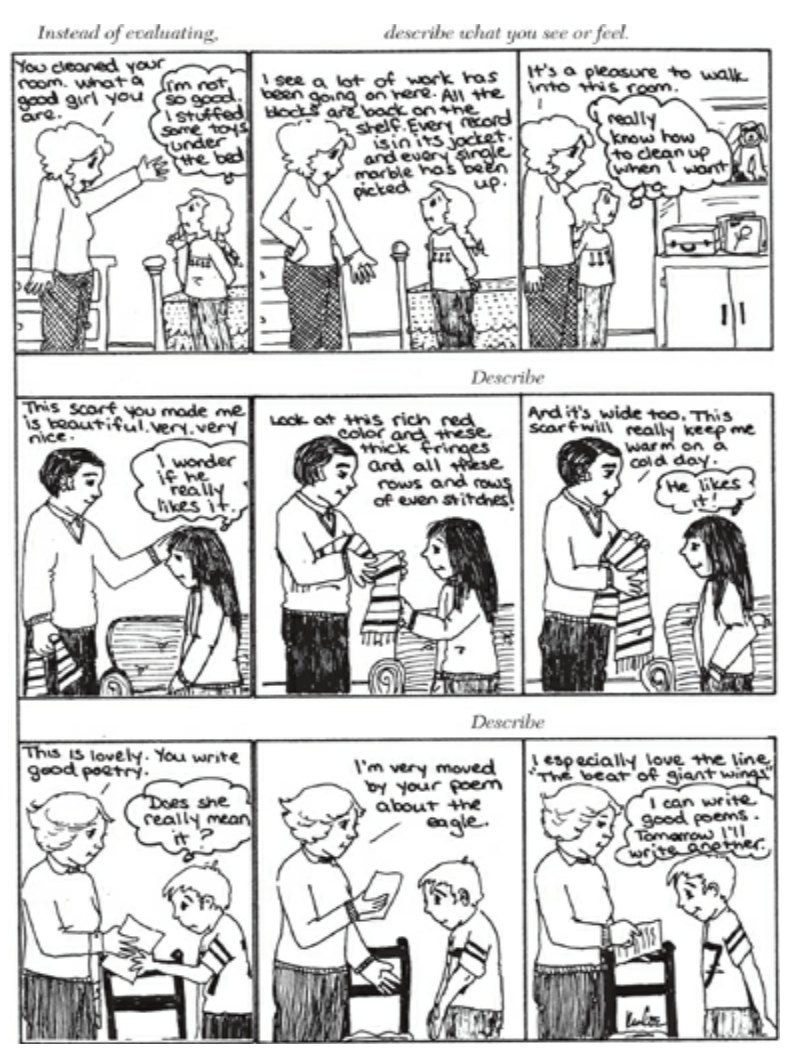 Instead of evaluating,
describe what you see or feel.
You cleaned your
room. What a
good girl you
are.
I'm not
so good.
I stuffed
some toys
under
the bed
I see a lot of work has
been going on here. All the
blocks are back on the
shelf. Every record
is in its jacket.
and every single
marble has been
picked up.
It's a pleasure to walk
into this room.
I really
know how
to clean up
when I want
Describe
This scarf you made me
is beautiful. Very, very
nice.
I wonder
if he
really
likes it.
Look at this rich red
color and these
thick fringes
and all these
rows and rows
of even stitches!
And it's wide too. This
scarf will really keep me
warm on a
cold day.
He likes
it!
Describe
This is lovely. You write
good poetry.
Does she
really mean
it?
I'm very moved
by your poem
about the
eagle.
I especially love the line,
"The beat of giant wings"
I can write
good poems.
Tomorrow I'll
write another.